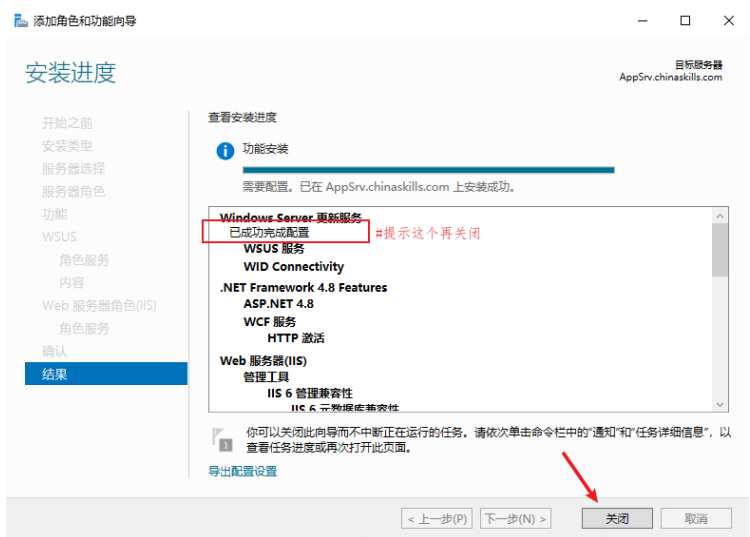 添加角色和功能向导
安装进度
目标服务器
AppSrv.chinaskills.com
开始之前
安装类型
服务器选择
服务器角色
功能
WSUS
角色服务
内容
Web 服务器角色(IIS)
角色服务
确认
结果
查看安装进度
功能安装
需要配置。已在 AppSrv.chinaskills.com 上安装成功。
Windows Server 更新服务
已成功完成配置
#提示这个再关闭
WSUS 服务
WID Connectivity
.NET Framework 4.8 Features
ASP.NET 4.8
WCF 服务
HTTP 激活
Web 服务器(IIS)
管理工具
IIS 6 管理兼容性
IIS 6 元数据库兼容性
1
你可以关闭此向导而不中断正在运行的任务。请依次单击命令栏中的“通知”和“任务详细信息”，以
查看任务进度或再次打开此页面。
导出配置设置
< 上一步(P)
下一步(N) >
关闭
取消